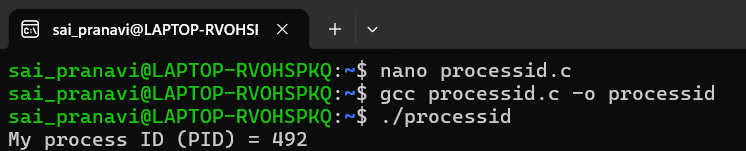 sai_pranavi@LAPTOP-RVOHSI
sai_pranavi@LAPTOP-RVOHSPKQ:~$ nano processid.c
sai_pranavi@LAPTOP-RVOHSPKQ:~$ gcc processid.c -o processid
sai_pranavi@LAPTOP-RVOHSPKQ:~$ ./processid
My process ID (PID) = 492